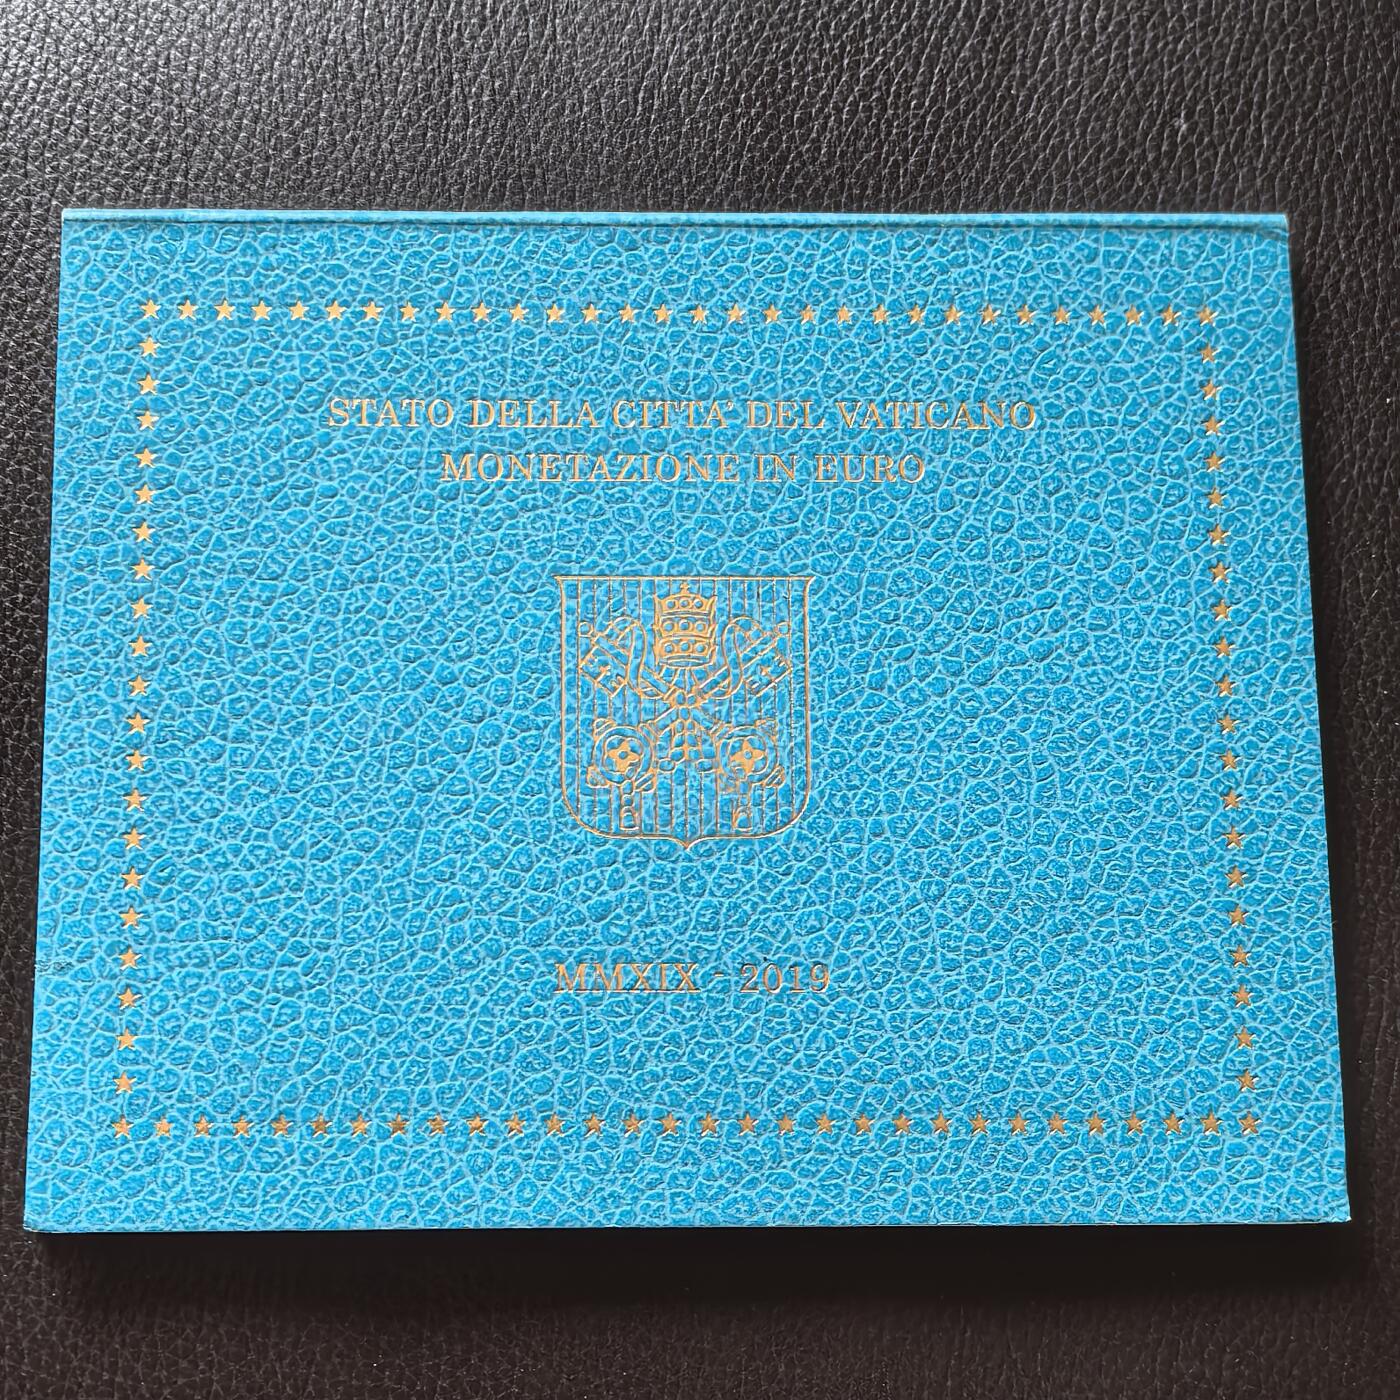 STATO DELLA CITTA' DEL VATICANO
MONETAZIONE IN EURO
MMXIX - 2019